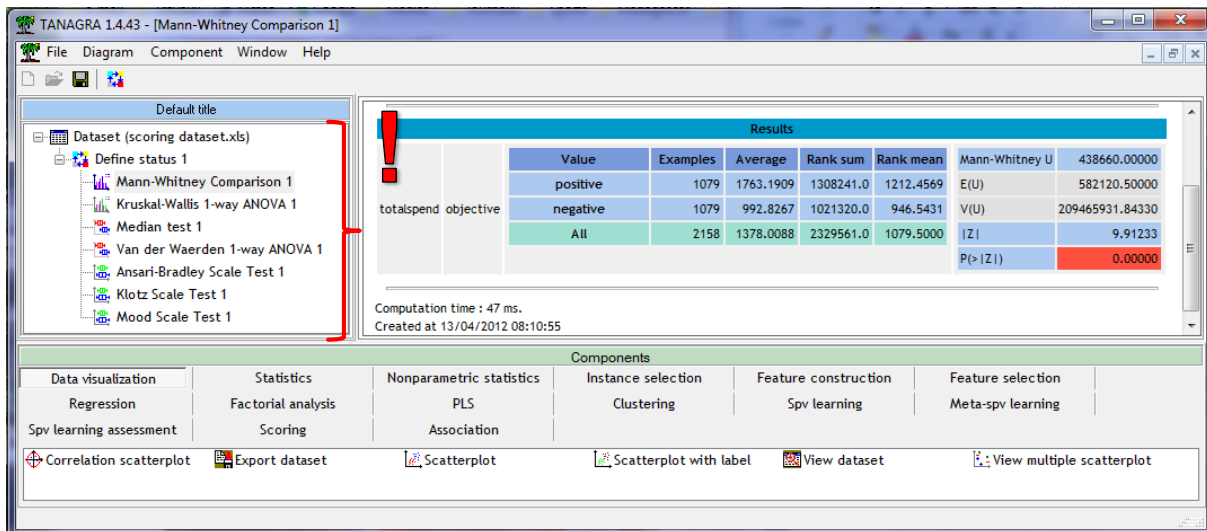 TANAGRA 1.4.43 - [Mann-Whitney Comparison 1]
File Diagram Component Window Help
Default title
Dataset (scoring dataset.xls)
Define status 1
Mann-Whitney Comparison 1
Kruskal-Wallis 1-way ANOVA 1
Median test 1
Van der Waerden 1-way ANOVA 1
Ansari-Bradley Scale Test 1
Klotz Scale Test 1
Mood Scale Test 1
!
Results
totalspend objective
Value Examples Average Rank sum Rank mean
positive 1079 1763.1909 1308241.0 1212.4569
negative 1079 992.8267 1021320.0 946.5431
All 2158 1378.0088 2329561.0 1079.5000
Mann-Whitney U 438660.00000
E(U) 582120.50000
V(U) 209465931.84330
|Z| 9.91233
P(>|Z|) 0.00000
Computation time : 47 ms.
Created at 13/04/2012 08:10:55
Components
Data visualization Statistics Nonparametric statistics Instance selection Feature construction Feature selection
Regression Factorial analysis PLS Clustering Spv learning Meta-spv learning
Spv learning assessment Scoring Association
Correlation scatterplot Export dataset Scatterplot Scatterplot with label View dataset View multiple scatterplot